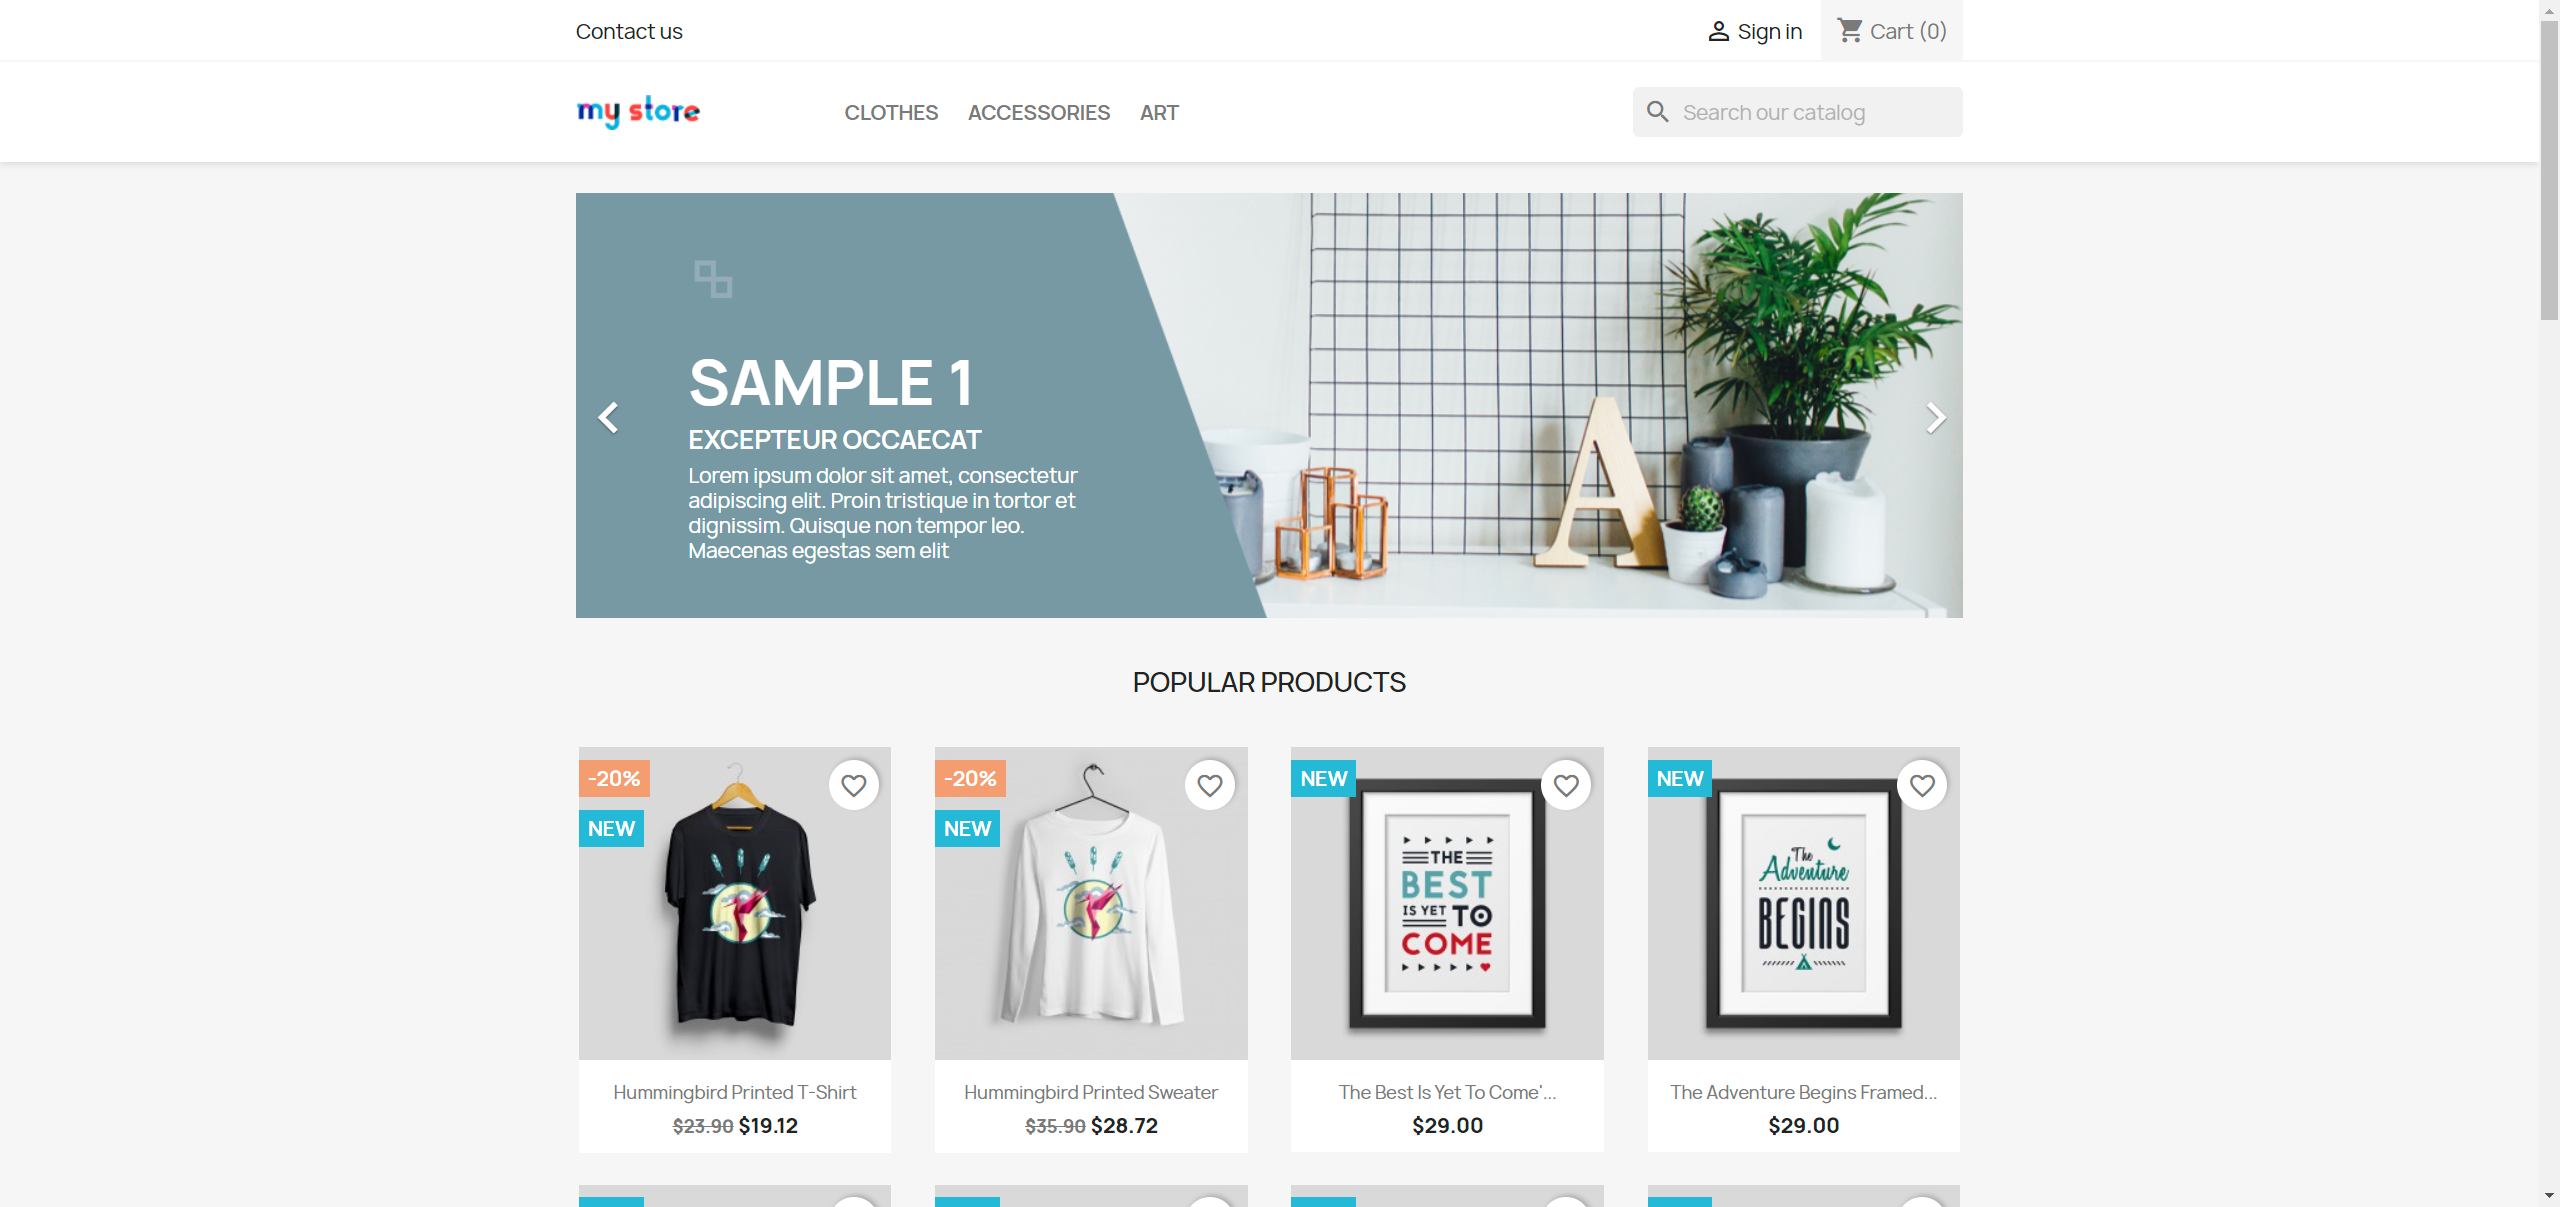 Contact us
Sign in
Cart (0)
my store
CLOTHES
ACCESSORIES
ART
Search our catalog
SAMPLE 1
EXCEPTEUR OCCAECAT
Lorem ipsum dolor sit amet, consectetur
adipiscing elit. Proin tristique in tortor et
dignissim. Quisque non tempor leo.
Maecenas egestas sem elit
A
POPULAR PRODUCTS
-20%
NEW
-20%
NEW
NEW
THE
BEST
IS YET TO
COME
NEW
The
Adventure
BEGINS
Hummingbird Printed T-Shirt
$23.90 $19.12
Hummingbird Printed Sweater
$35.90 $28.72
The Best Is Yet To Come'...
$29.00
The Adventure Begins Framed...
$29.00